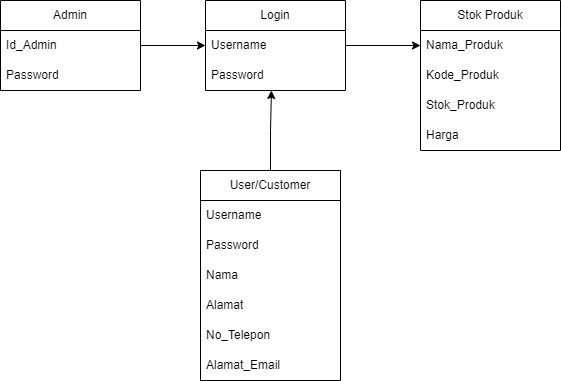 Admin
Id_Admin
Password
Login
Username
Password
Stok Produk
Nama_Produk
Kode_Produk
Stok_Produk
Harga
User/Customer
Username
Password
Nama
Alamat
No_Telepon
Alamat_Email